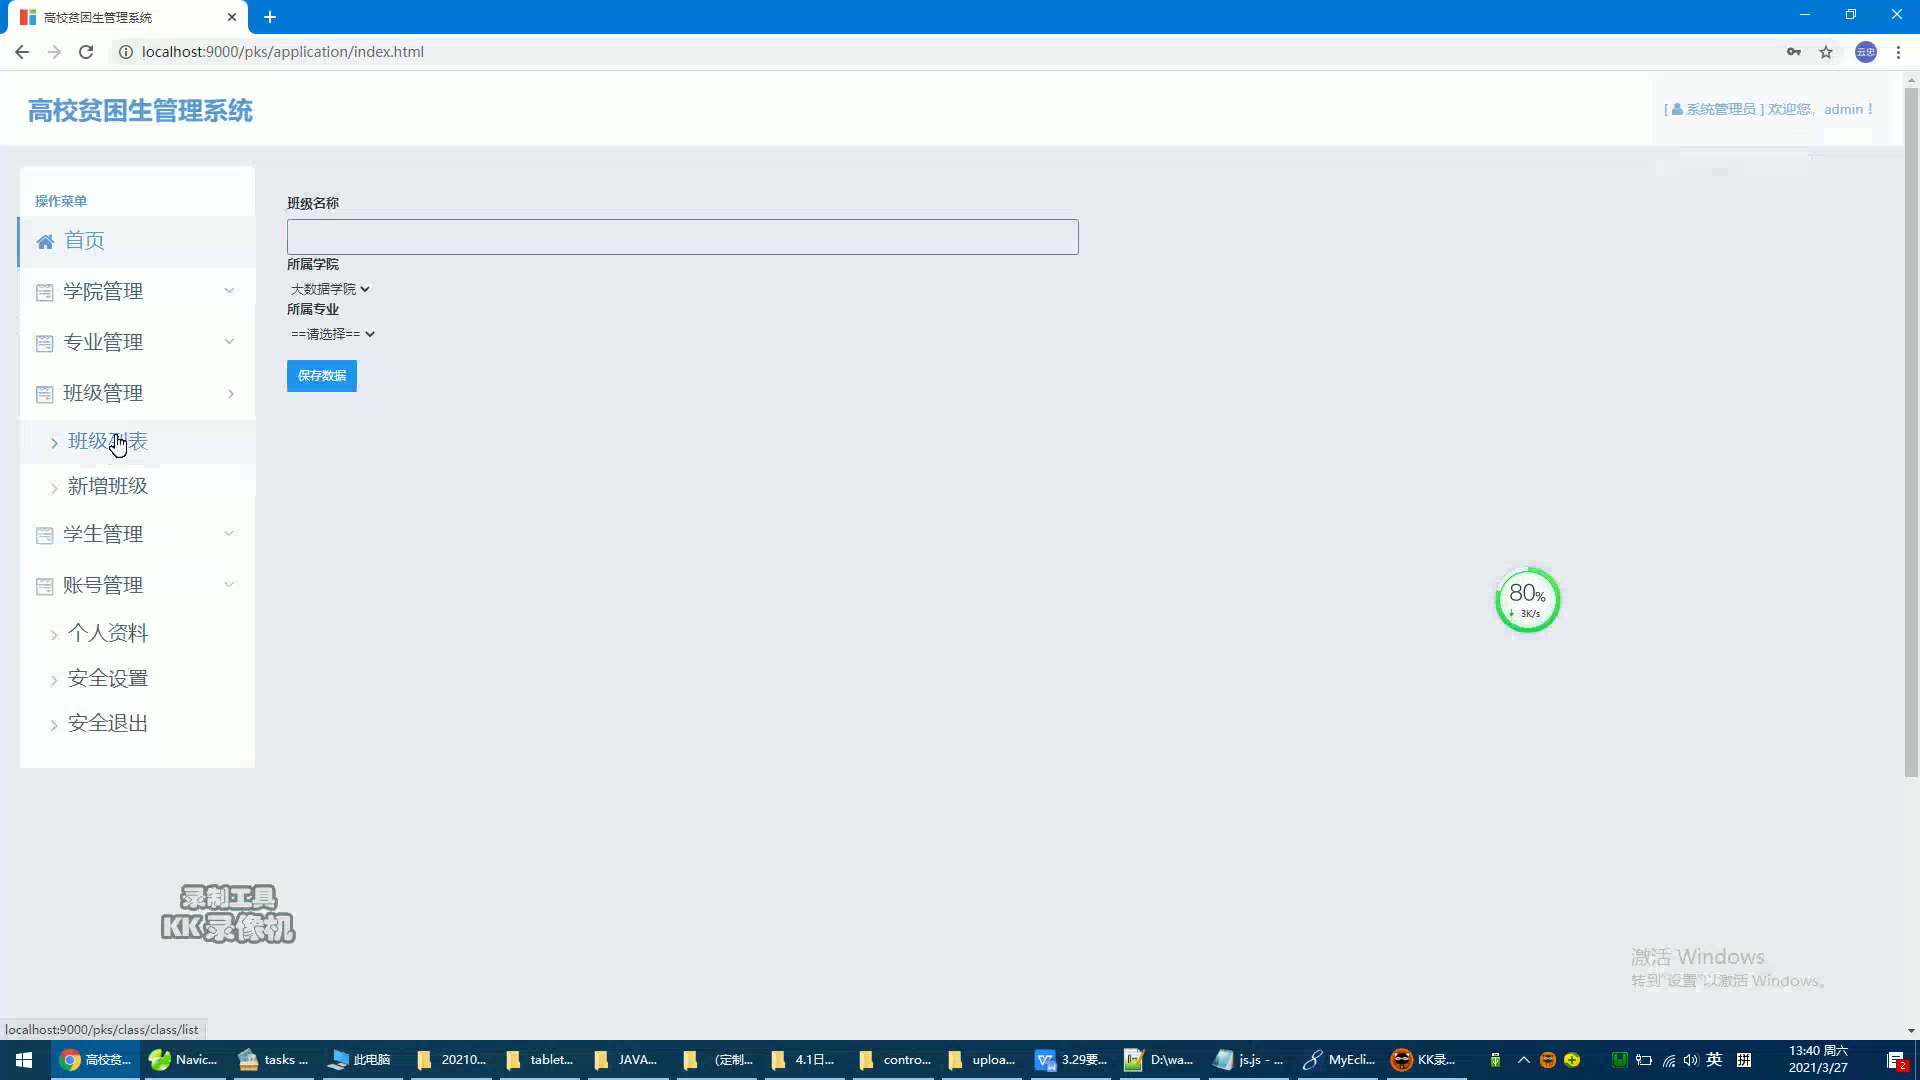 高校贫困生管理系统
localhost:9000/pks/application/index.html
云忠
高校贫困生管理系统
[ 系统管理员 ] 欢迎您，admin！
操作菜单
首页
学院管理
专业管理
班级管理
班级列表
新增班级
学生管理
账号管理
个人资料
安全设置
安全退出
班级名称
所属学院
大数据学院
所属专业
==请选择==
保存数据
80%
3K/s
录制工具
KK录像机
激活 Windows
转到“设置”以激活 Windows。
localhost:9000/pks/class/class/list
高校贫...
Navic...
tasks ...
此电脑
20210...
tablet...
JAVA...
(定制...
4.1日...
contro...
uploa...
3.29要...
D:\wa...
js.js - ...
MyEcli...
KK录...
英
拼
13:40 周六
2021/3/27
2